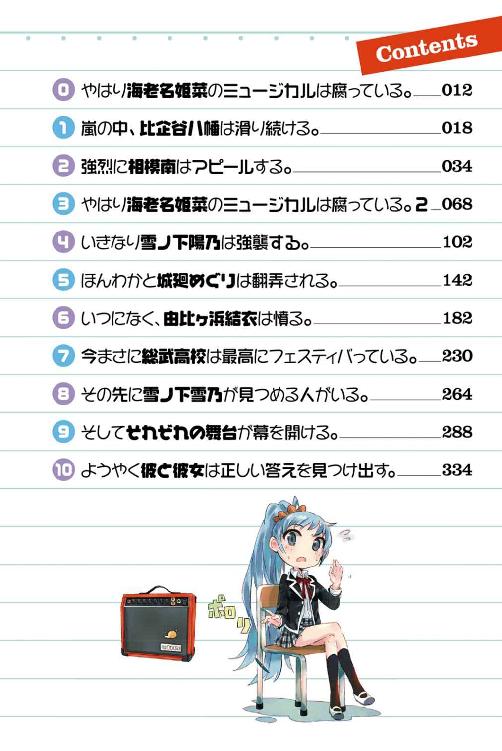 Contents
0 やはり海老名姫菜のミュージカルは腐っている。 012
1 嵐の中、比企谷八幡は滑り続ける。 018
2 強烈に相模南はアピールする。 034
3 やはり海老名姫菜のミュージカルは腐っている。2 068
4 いきなり雪ノ下陽乃は強襲する。 102
5 ほんわかと城廻めぐりは翻弄される。 142
6 いつになく、由比ヶ浜結衣は憤る。 182
7 今まさに総武高校は最高にフェスティバっている。 230
8 その先に雪ノ下雪乃が見つめる人がいる。 264
9 そしてそれぞれの舞台が幕を開ける。 288
10 ようやく彼と彼女は正しい答えを見つけ出す。 334
ポロリ